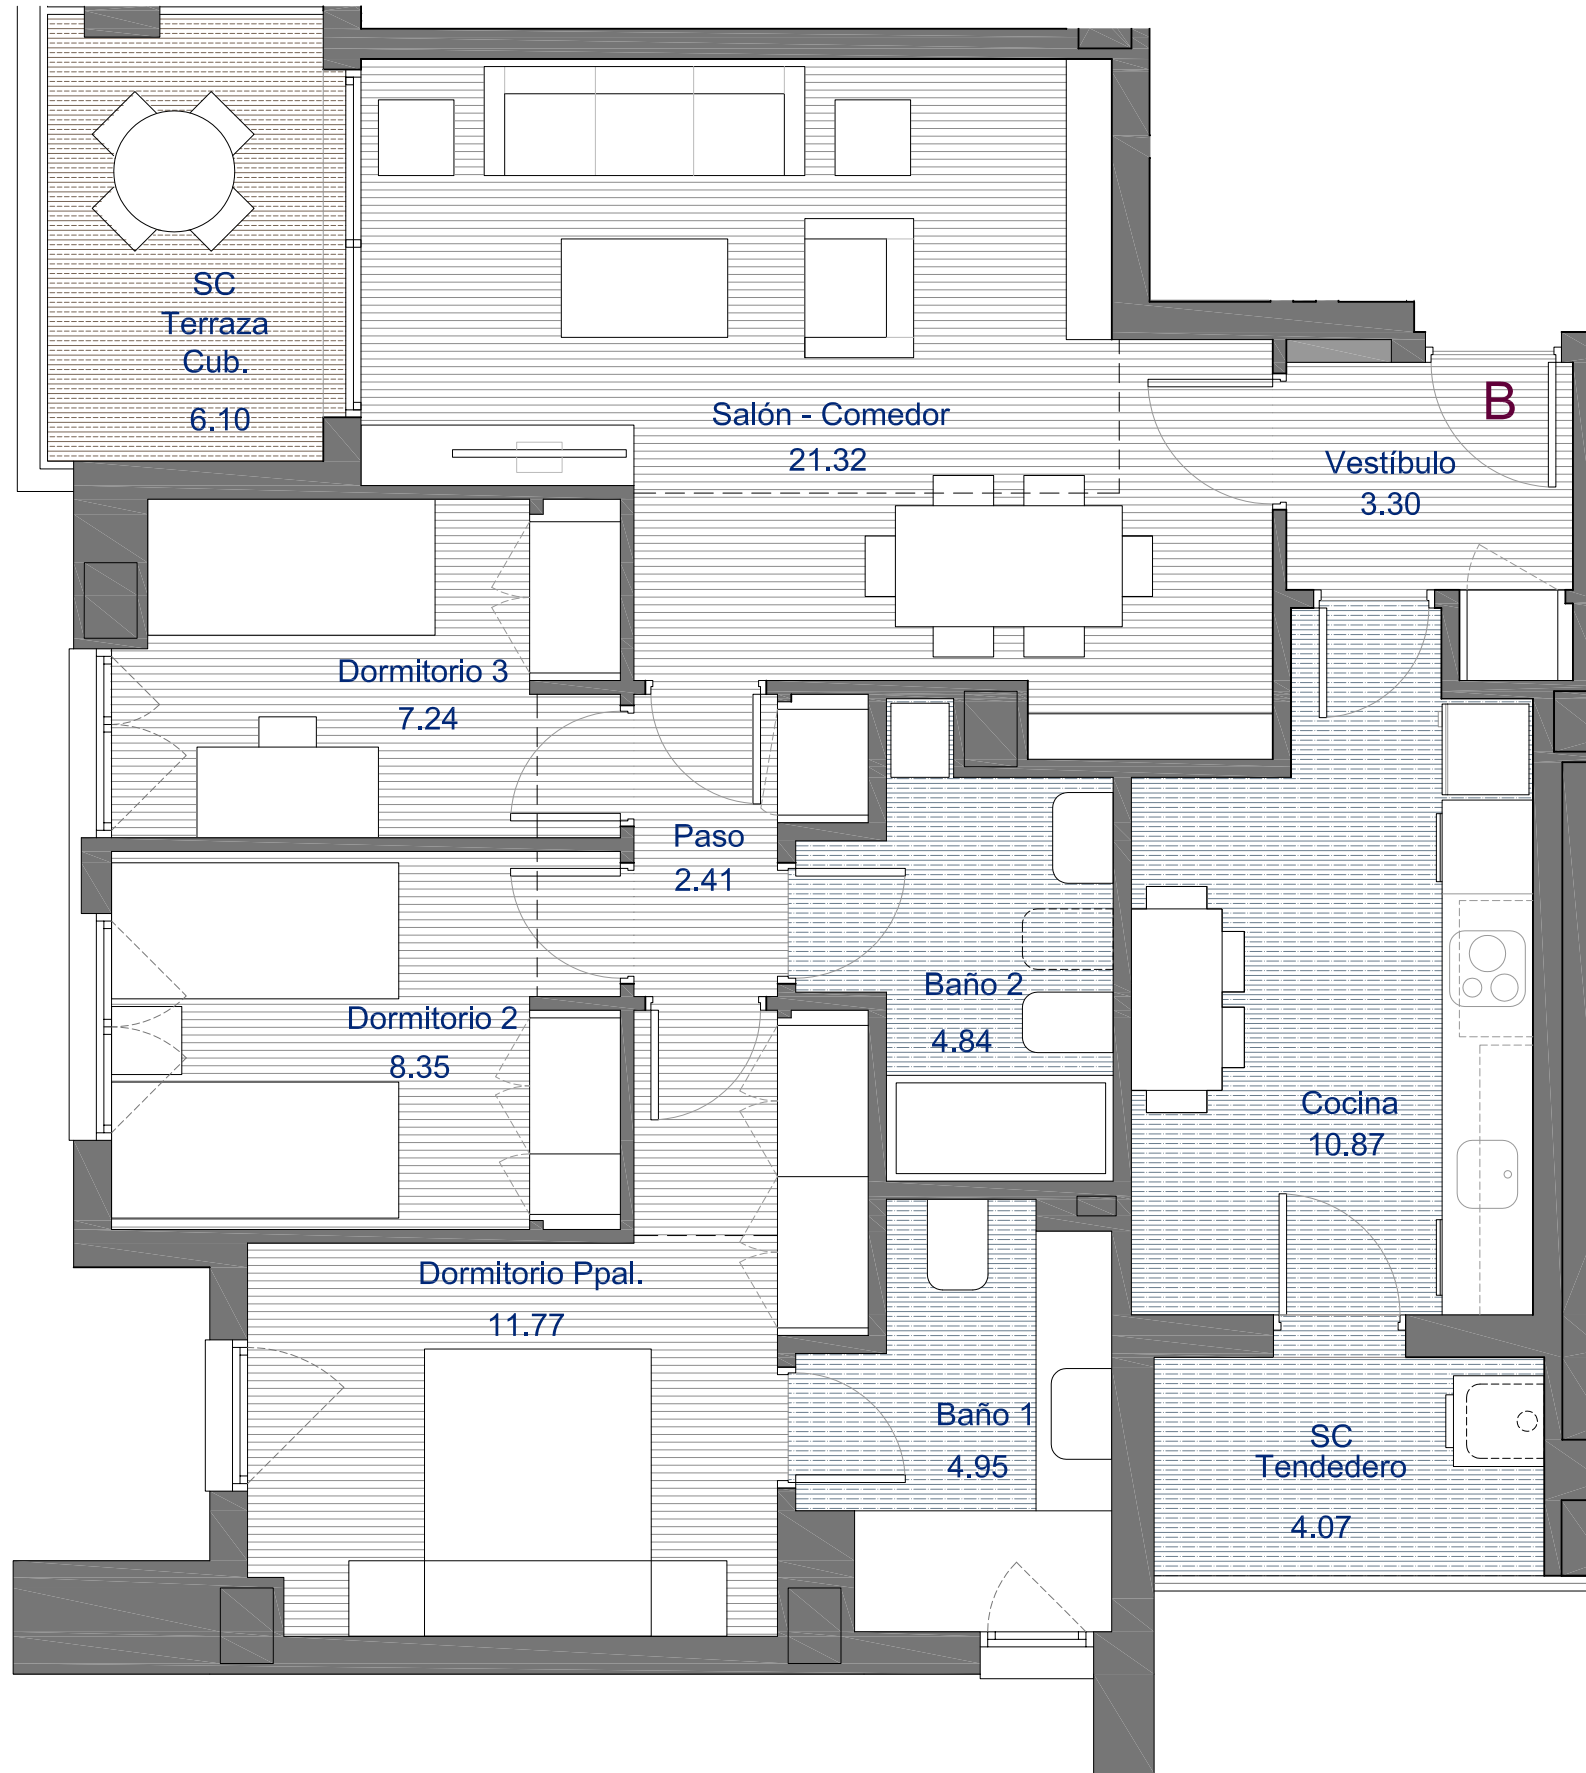 SC
Terraza
Cub.
6.10
Salón - Comedor
21.32
B
Vestíbulo
3.30
Dormitorio 3
7.24
Paso
2.41
Baño 2
4.84
Dormitorio 2
8.35
Cocina
10.87
Dormitorio Ppal.
11.77
Baño 1
4.95
SC
Tendedero
4.07